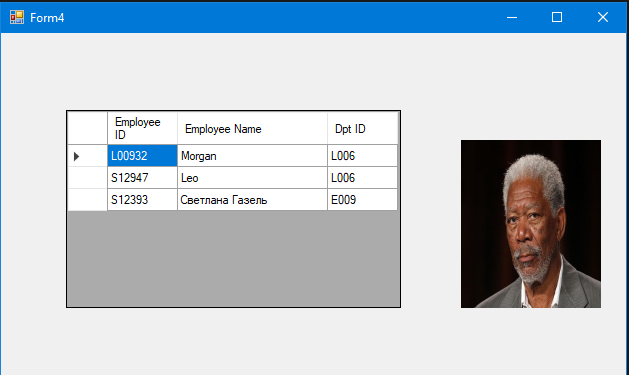 Form4
Employee
ID
Employee Name
Dpt ID
L00932
Morgan
L006
S12947
Leo
L006
S12393
Светлана Газель
E009